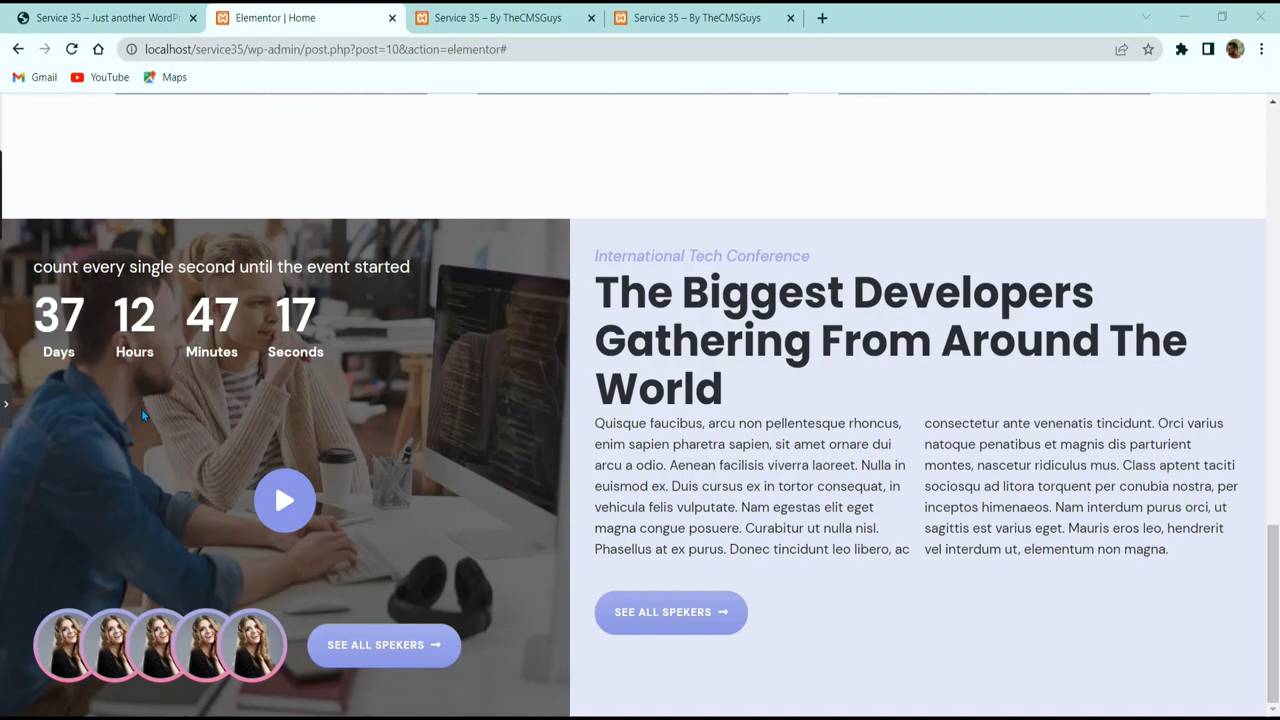 Service 35 – Just another WordPr
Elementor | Home
Service 35 – By TheCMSGuys
Service 35 – By TheCMSGuys
localhost/service35/wp-admin/post.php?post=10&action=elementor#
Gmail
YouTube
Maps
count every single second until the event started
37 12 47 17
Days Hours Minutes Seconds
SEE ALL SPEKERS
International Tech Conference
The Biggest Developers
Gathering From Around The
World
Quisque faucibus, arcu non pellentesque rhoncus,
enim sapien pharetra sapien, sit amet ornare dui
arcu a odio. Aenean facilisis viverra laoreet. Nulla in
euismod ex. Duis cursus ex in tortor consequat, in
vehicula felis vulputate. Nam egestas elit eget
magna congue posuere. Curabitur ut nulla nisl.
Phasellus at ex purus. Donec tincidunt leo libero, ac
consectetur ante venenatis tincidunt. Orci varius
natoque penatibus et magnis dis parturient
montes, nascetur ridiculus mus. Class aptent taciti
sociosqu ad litora torquent per conubia nostra, per
inceptos himenaeos. Nam interdum purus orci, ut
sagittis est varius eget. Mauris eros leo, hendrerit
vel interdum ut, elementum non magna.
SEE ALL SPEKERS